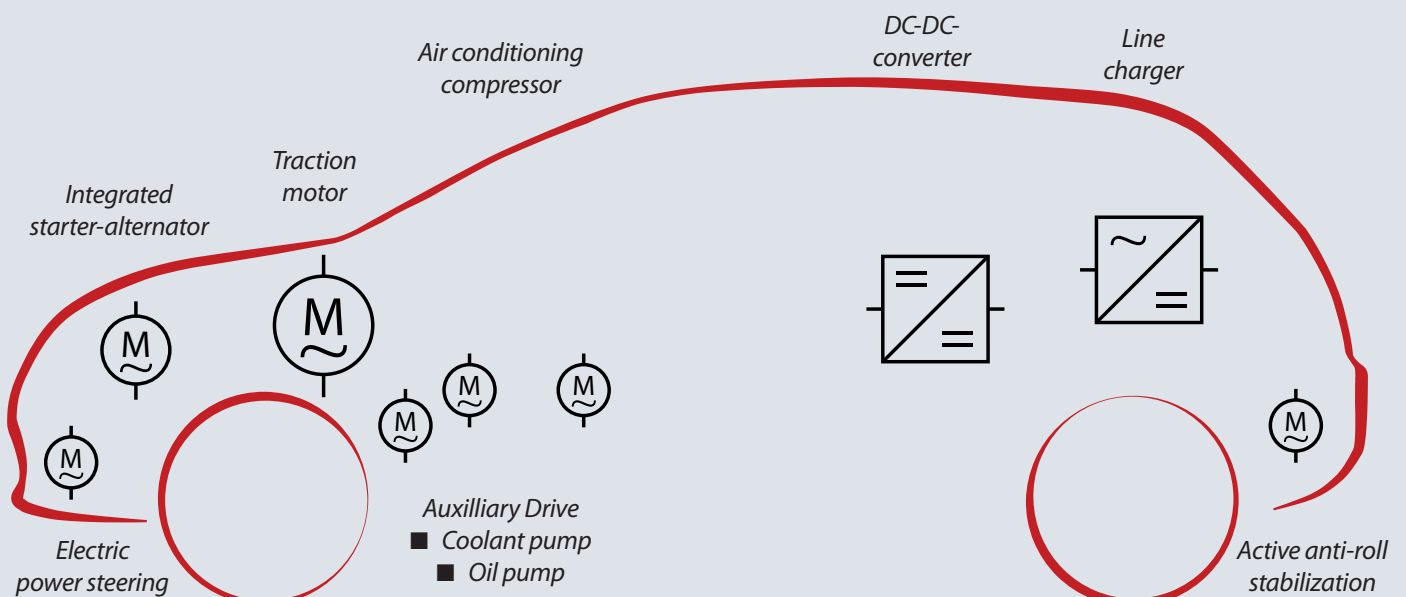 DC-DC-
converter
Line
charger
Air conditioning
compressor
Traction
motor
Integrated
starter-alternator
M
M
M
M
M
M
M
Auxilliary Drive
■ Coolant pump
■ Oil pump
Electric
power steering
Active anti-roll
stabilization